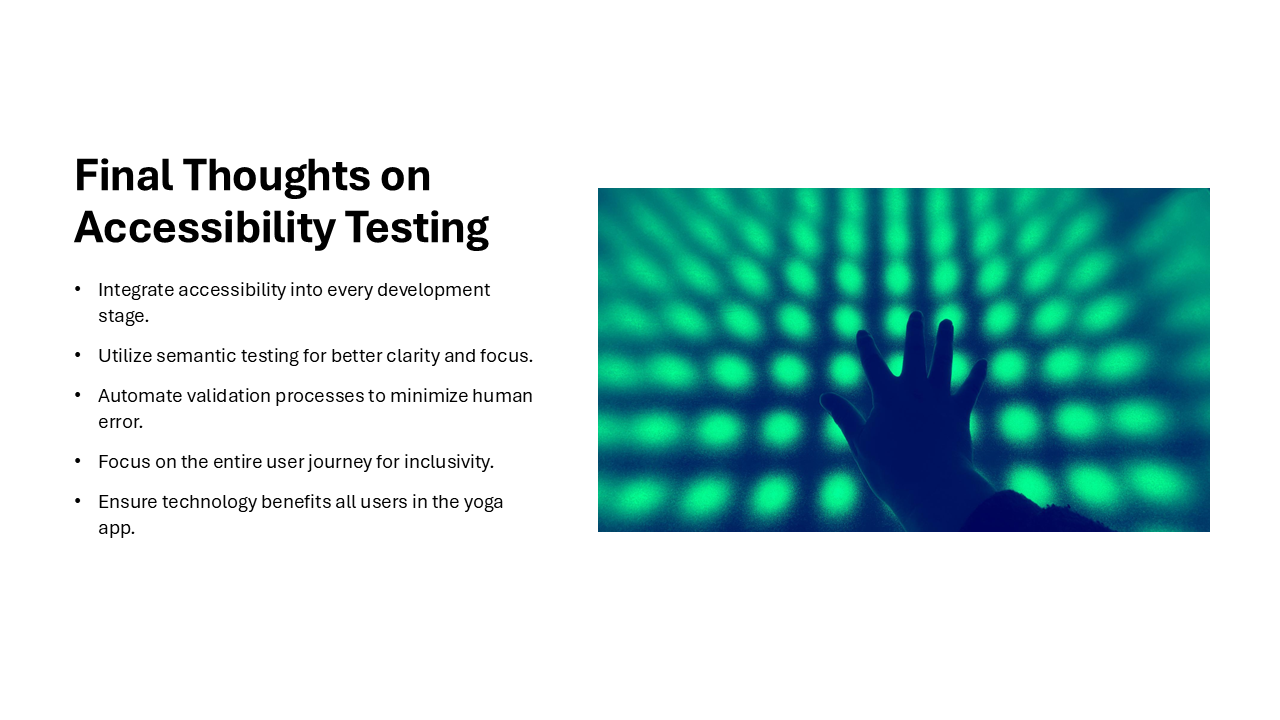 Final Thoughts on
Accessibility Testing
• Integrate accessibility into every development
stage.
• Utilize semantic testing for better clarity and focus.
• Automate validation processes to minimize human
error.
• Focus on the entire user journey for inclusivity.
• Ensure technology benefits all users in the yoga
app.